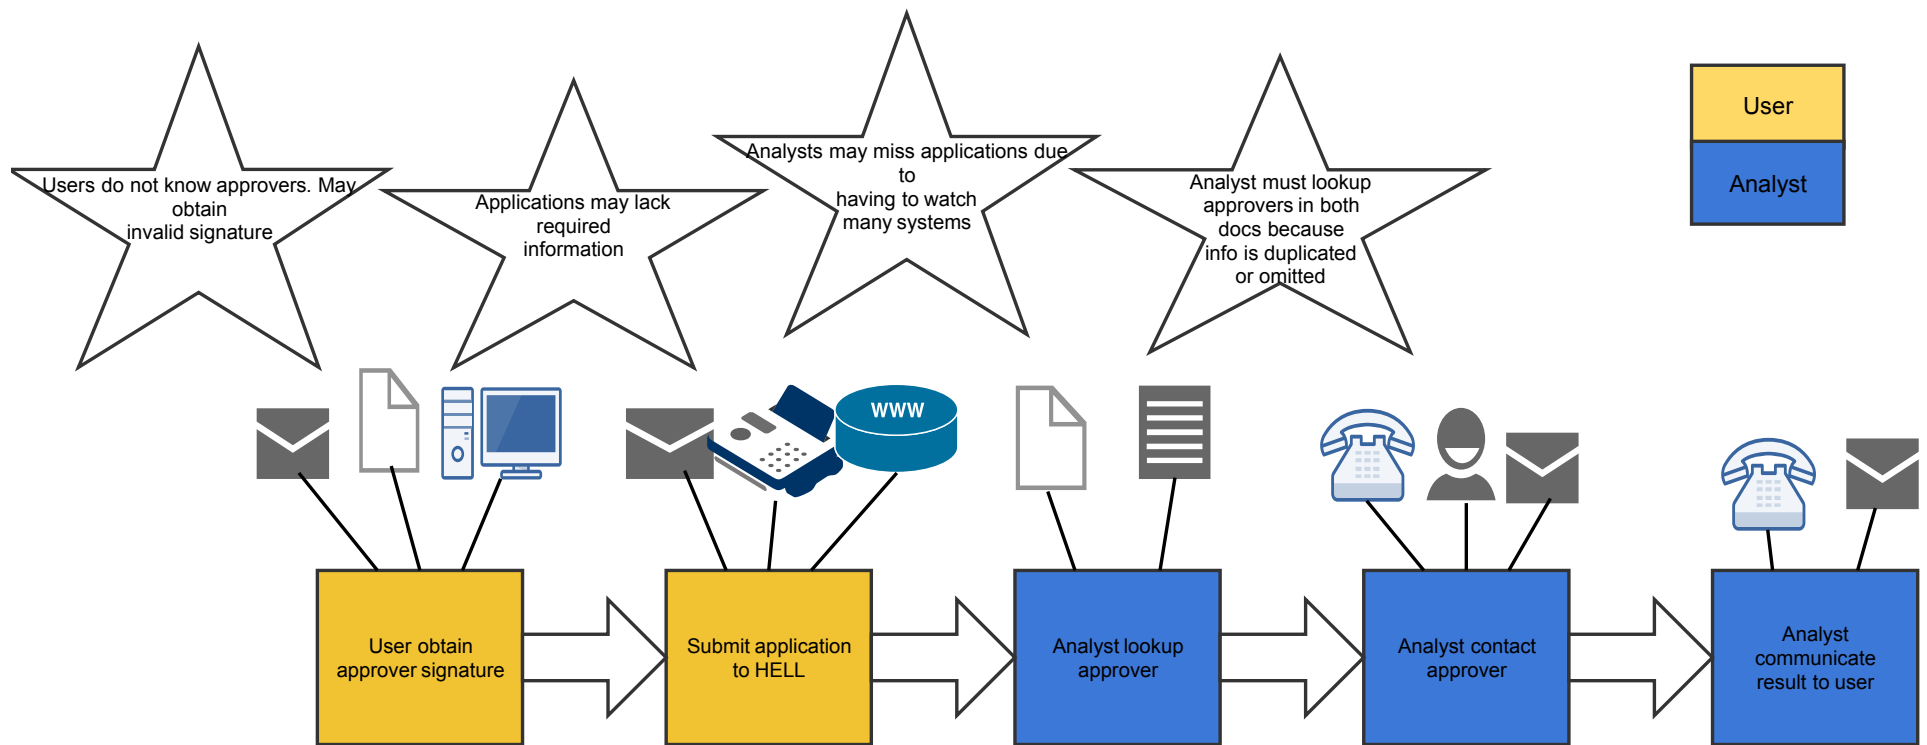 Users do not know approvers. May
obtain
invalid signature
Applications may lack
required
information
Analysts may miss applications due
to
having to watch
many systems
Analyst must lookup
approvers in both
docs because
info is duplicated
or omitted
User
Analyst
WWW
User obtain
approver signature
Submit application
to HELL
Analyst lookup
approver
Analyst contact
approver
Analyst
communicate
result to user